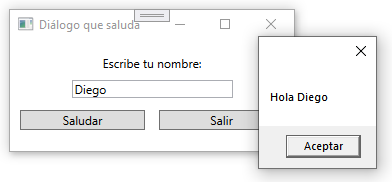 Diálogo que saluda
Escribe tu nombre:
Diego
Saludar
Salir
Hola Diego
Aceptar